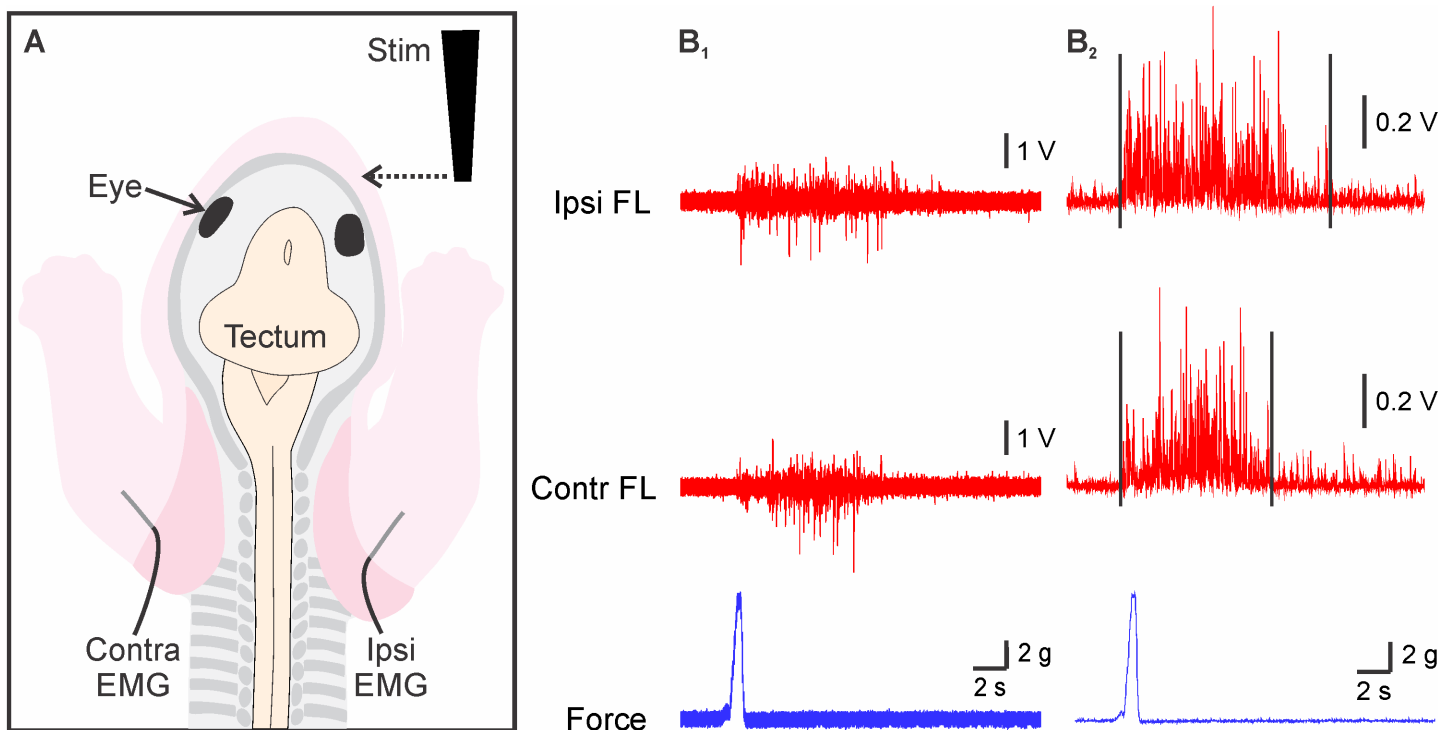 A
Stim
Eye
Tectum
Contra
EMG
Ipsi
EMG
B1
B2
Ipsi FL
1 V
0.2 V
Contr FL
1 V
0.2 V
Force
2 g
2 s
2 g
2 s